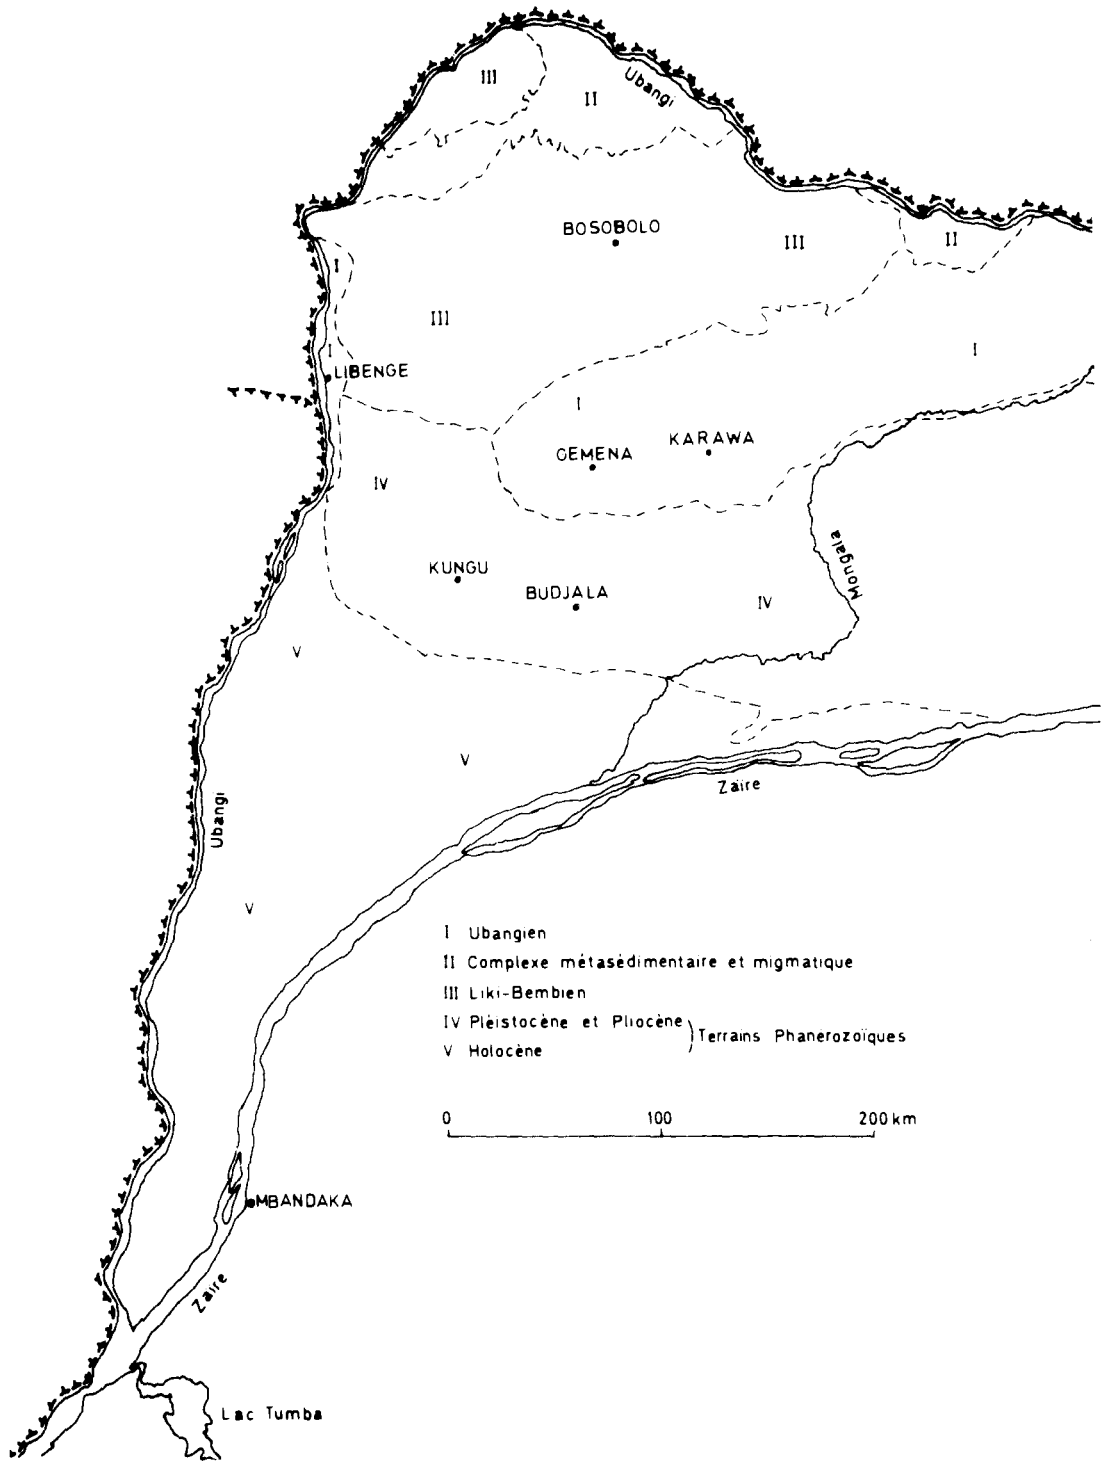 III
II
Ubangi
BOSOBOLO
III
II
I
III
I
I
LIBENGE
I
GEMENA
KARAWA
IV
Mongala
KUNGU
BUDJALA
IV
V
V
Zaïre
Ubangi
V
I Ubangien
II Complexe métasédimentaire et migmatique
III Liki-Bembien
IV Pléistocène et Pliocène
V Holocène
Terrains Phanérozoïques
0 100 200 km
MBANDAKA
Zaïre
Lac Tumba